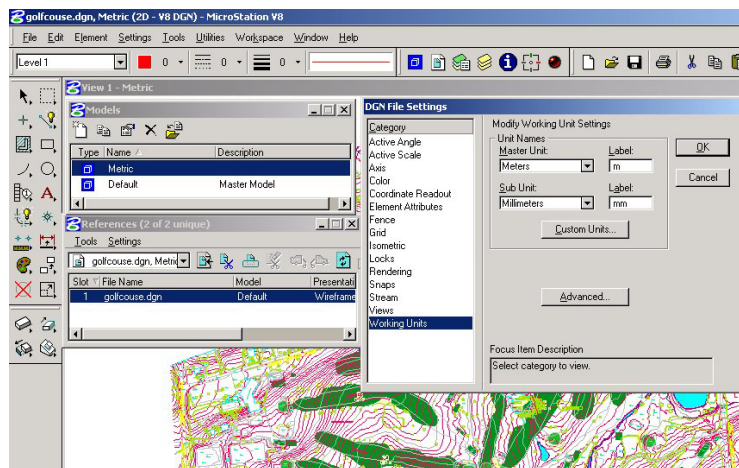 golfcouse.dgn, Metric (2D - V8 DGN) - MicroStation V8
File Edit Element Settings Tools Utilities Workspace Window Help
Level 1 0 0 0
View 1 - Metric
Models
Type Name Description
Metric
Default Master Model
References (2 of 2 unique)
Tools Settings
golfcouse.dgn, Metric
Slot File Name Model Presentati
1 golfcouse.dgn Default Wireframe
DGN File Settings
Category
Active Angle
Active Scale
Axis
Color
Coordinate Readout
Element Attributes
Fence
Grid
Isometric
Locks
Rendering
Snaps
Stream
Views
Working Units
Modify Working Unit Settings
Unit Names
Master Unit: Label:
Meters m
Sub Unit: Label:
Millimeters mm
Custom Units...
Advanced...
OK
Cancel
Focus Item Description
Select category to view.